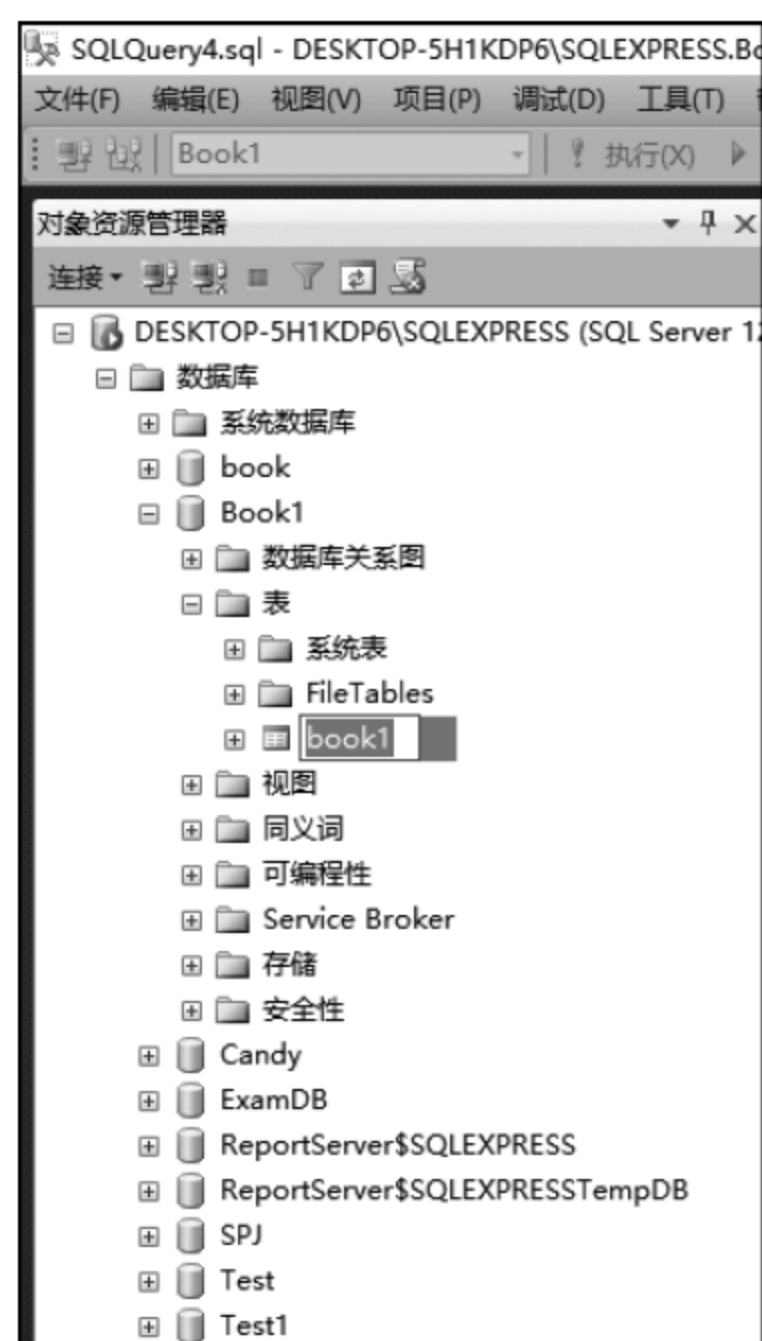 SQLQuery4.sql - DESKTOP-5H1KDP6\SQLEXPRESS.Bo
文件(F) 编辑(E) 视图(V) 项目(P) 调试(D) 工具(T)
Book1 执行(X)
对象资源管理器
连接
DESKTOP-5H1KDP6\SQLEXPRESS (SQL Server 12
数据库
系统数据库
book
Book1
数据库关系图
表
系统表
FileTables
book1
视图
同义词
可编程性
Service Broker
存储
安全性
Candy
ExamDB
ReportServer$SQLEXPRESS
ReportServer$SQLEXPRESSTempDB
SPJ
Test
Test1